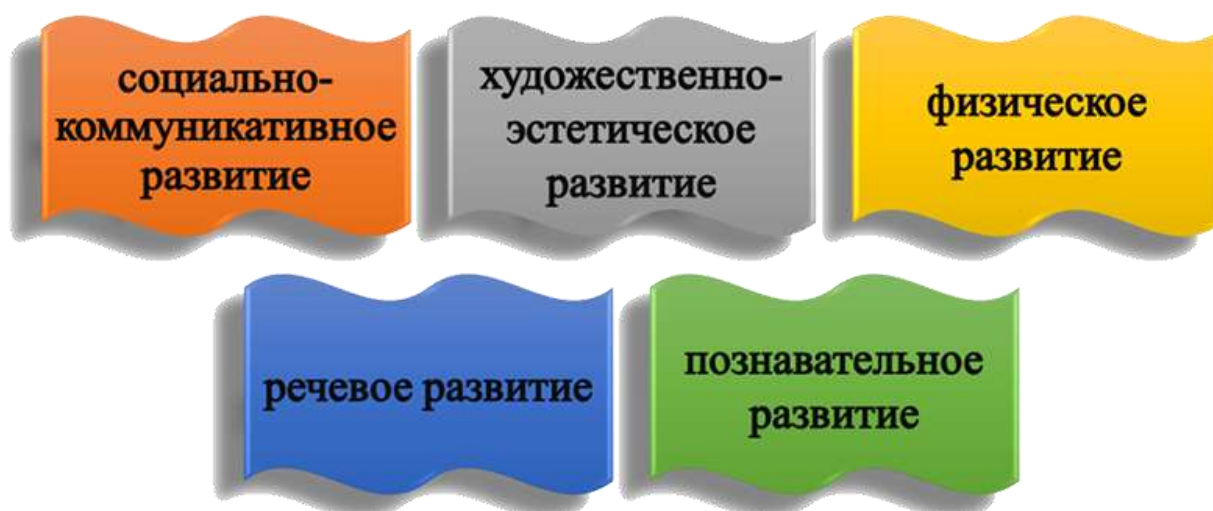 социально-
коммуникативное
развитие
художественно-
эстетическое
развитие
физическое
развитие
речевое развитие
познавательное
развитие